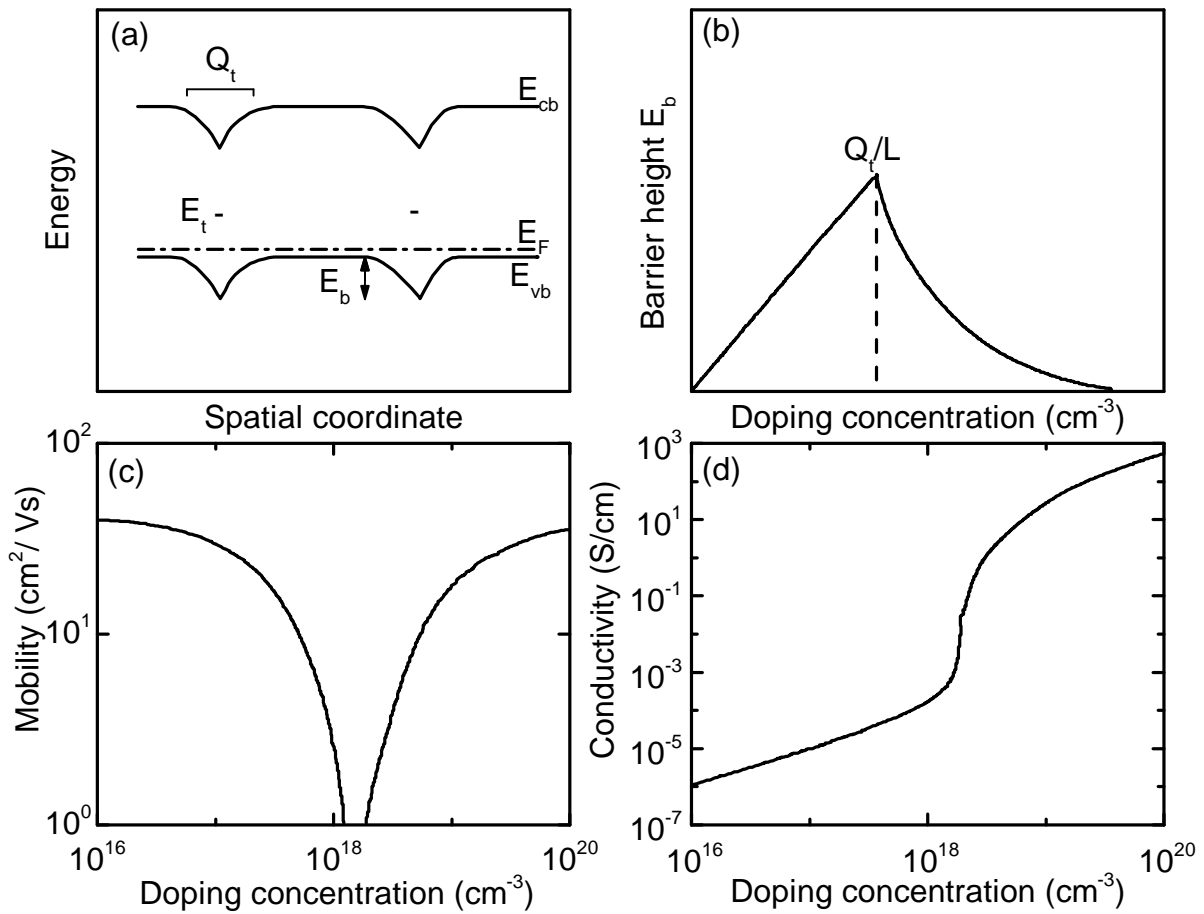 (a)
Q_t
E_cb
E_t
E_F
E_b
E_vb
Energy
Spatial coordinate
(b)
Q_t/L
Barrier height E_b
Doping concentration (cm^-3)
(c)
10^2
10^1
10^0
Mobility (cm^2/ Vs)
10^16
10^18
10^20
Doping concentration (cm^-3)
(d)
10^3
10^1
10^-1
10^-3
10^-5
10^-7
Conductivity (S/cm)
10^16
10^18
10^20
Doping concentration (cm^-3)